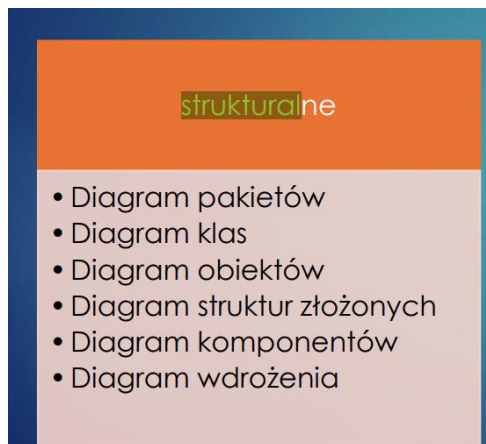 strukturalne
• Diagram pakietów
• Diagram klas
• Diagram obiektów
• Diagram struktur złożonych
• Diagram komponentów
• Diagram wdrożenia